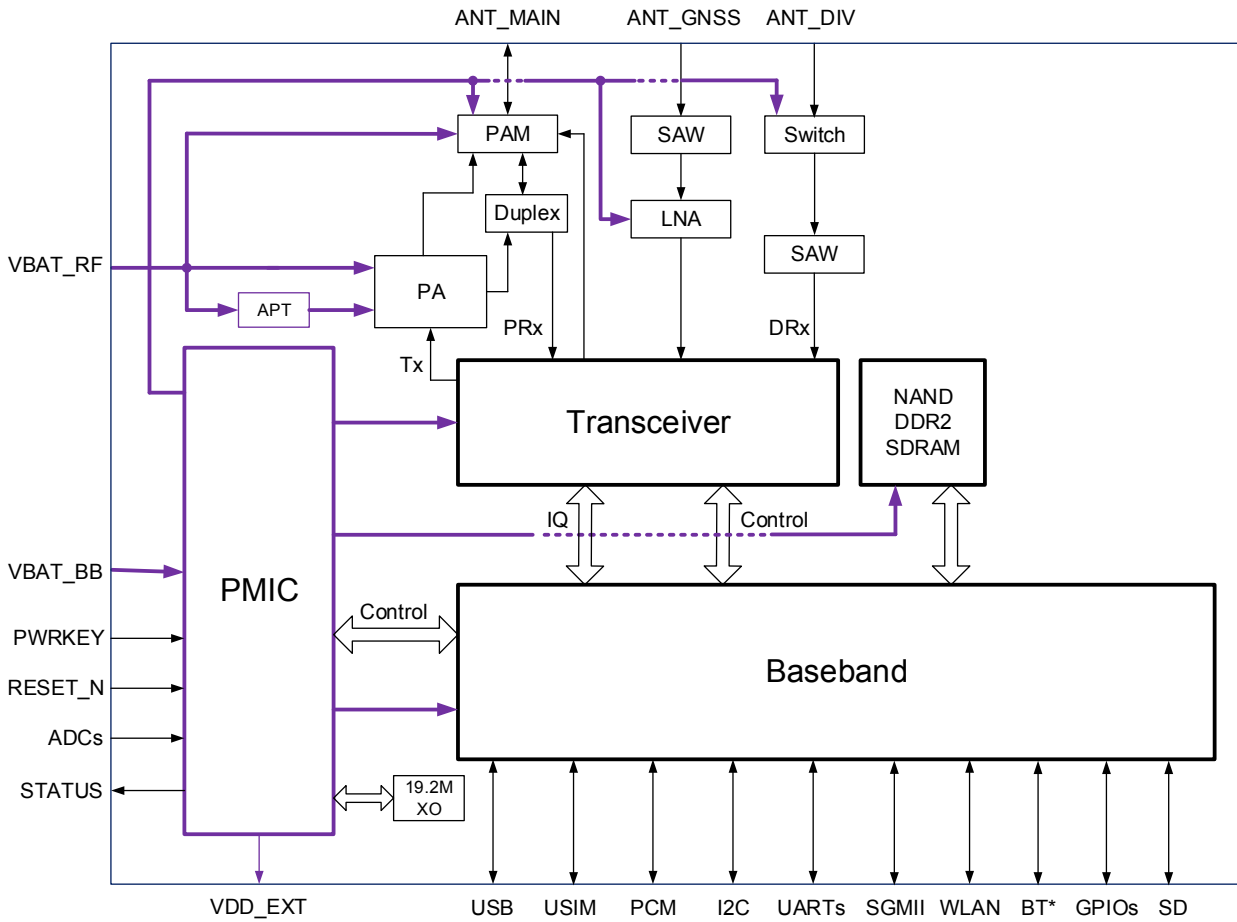 ANT_MAIN
ANT_GNSS
ANT_DIV
PAM
SAW
Switch
Duplex
LNA
SAW
VBAT_RF
PA
APT
PRx
DRx
Tx
Transceiver
NAND
DDR2
SDRAM
IQ
Control
VBAT_BB
PMIC
Control
PWRKEY
Baseband
RESET_N
ADCs
STATUS
19.2M
XO
VDD_EXT
USB
USIM
PCM
I2C
UARTs
SGMII
WLAN
BT*
GPIOs
SD